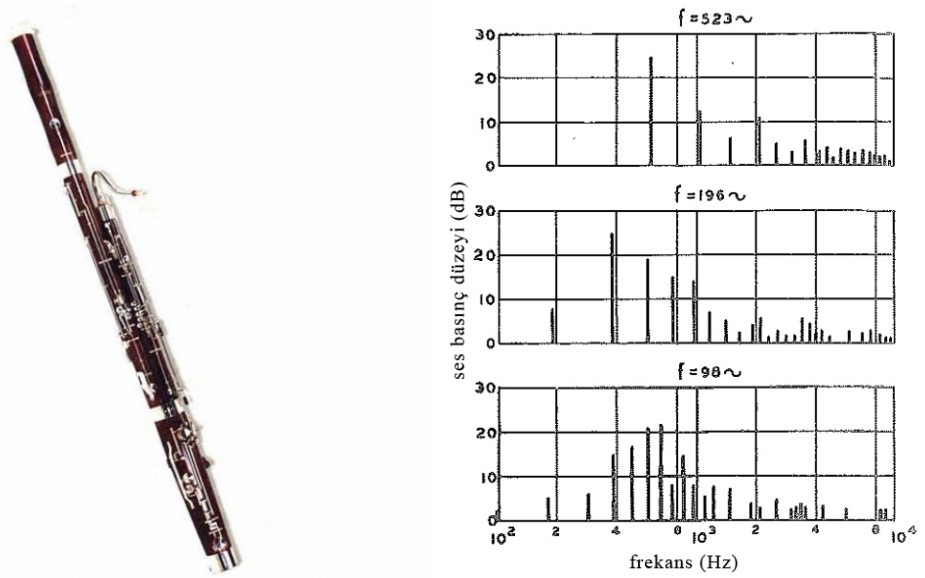 f = 523 ~
30
20
10
0
f = 196 ~
30
20
10
0
f = 98 ~
30
20
10
0
10² 2 4 8 10³ 2 4 8 10⁴
ses basınç düzeyi (dB)
frekans (Hz)